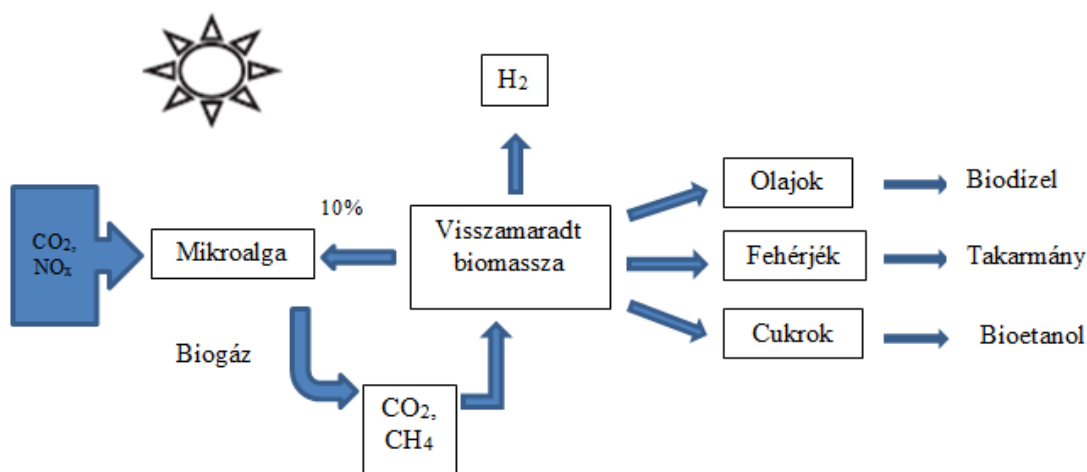 H₂
Olajok
Biodízel
10%
CO₂,
NOₓ
Mikroalga
Visszamaradt
biomassza
Fehérjék
Takarmány
Cukrok
Bioetanol
Biogáz
CO₂,
CH₄